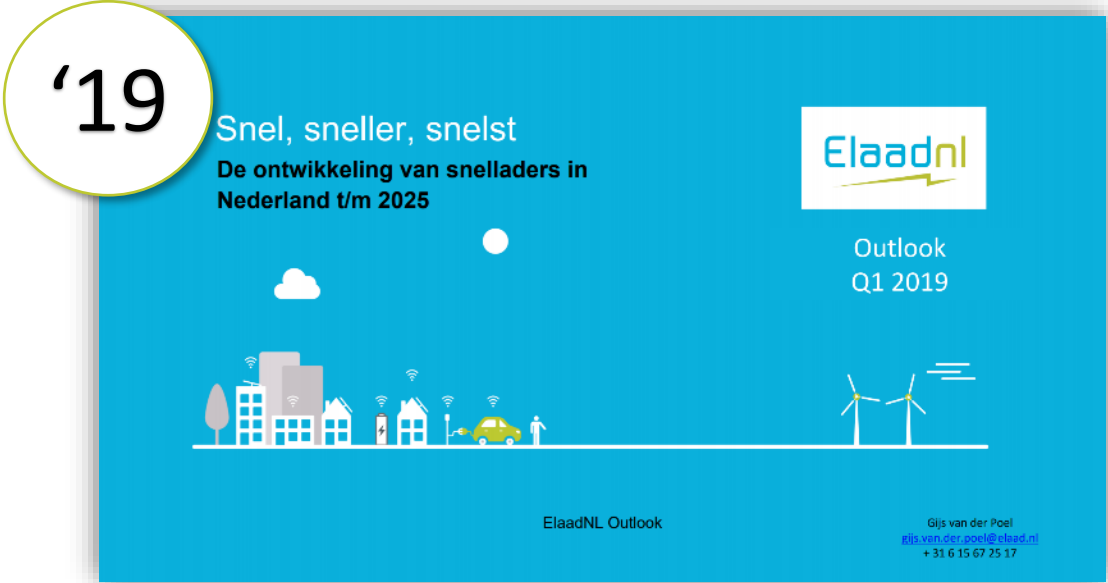 ‘19
Snel, sneller, snelst
De ontwikkeling van snelladers in
Nederland t/m 2025
Elaadnl
Outlook
Q1 2019
ElaadNL Outlook
Gijs van der Poel
gijs.van.der.poel@elaad.nl
+ 31 6 15 67 25 17